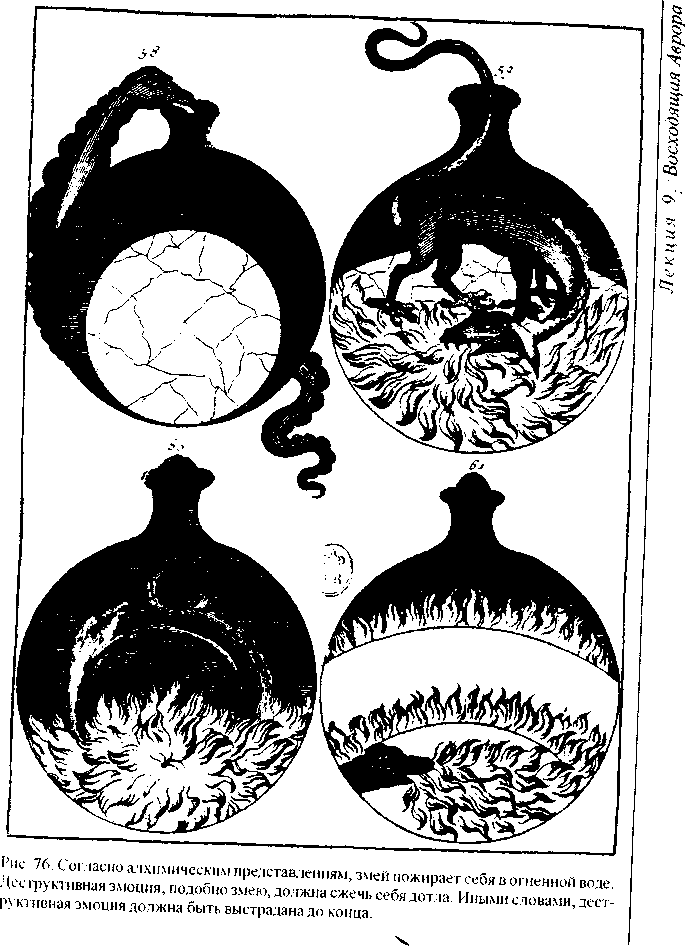 Лекция 9. Восходящая Аврора
58
Рис 76. Согласно алхимическим представлениям, змей пожирает себя в огненной воде.
Деструктивная эмоция, подобно змею, должна сжечь себя дотла. Иными словами, дест-
руктивная эмоция должна быть выстрадана до конца.